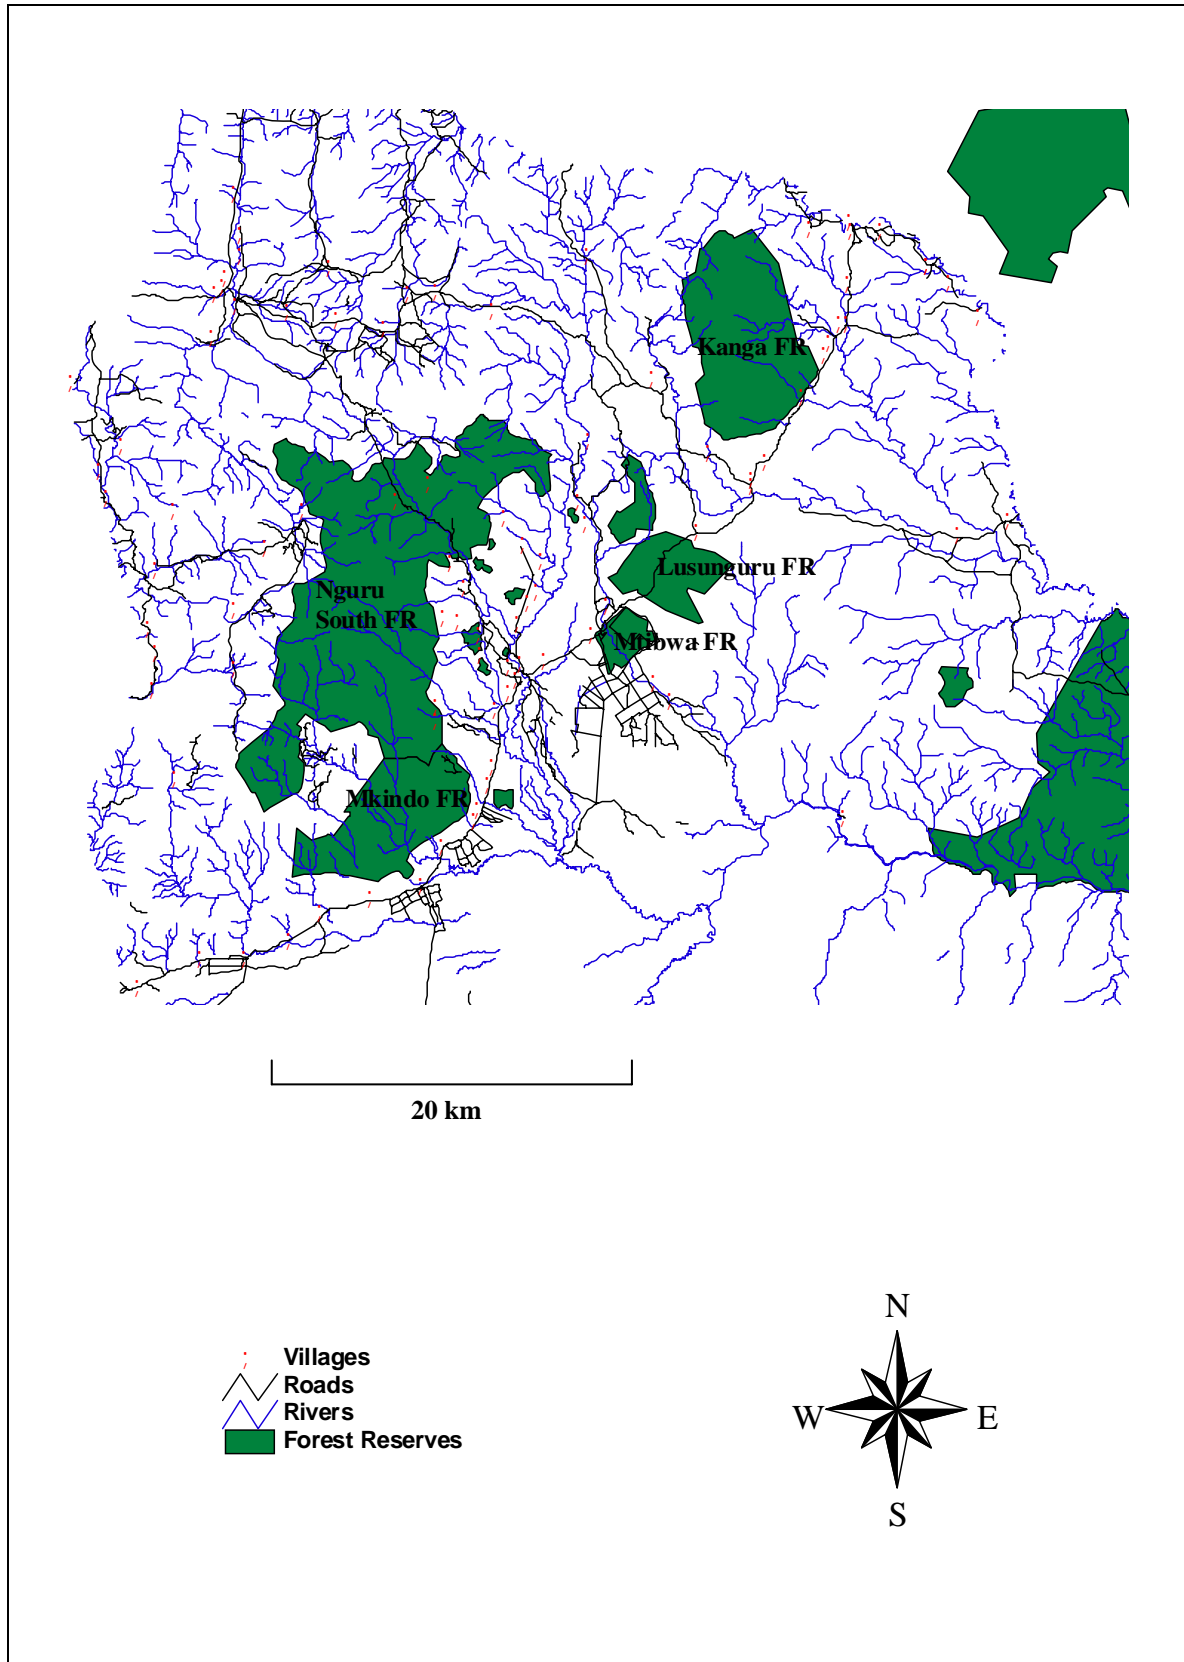 Kanga FR
Lusunguru FR
Nguru
South FR
Mtibwa FR
Mkindo FR
20 km
N
W
E
S
Villages
Roads
Rivers
Forest Reserves